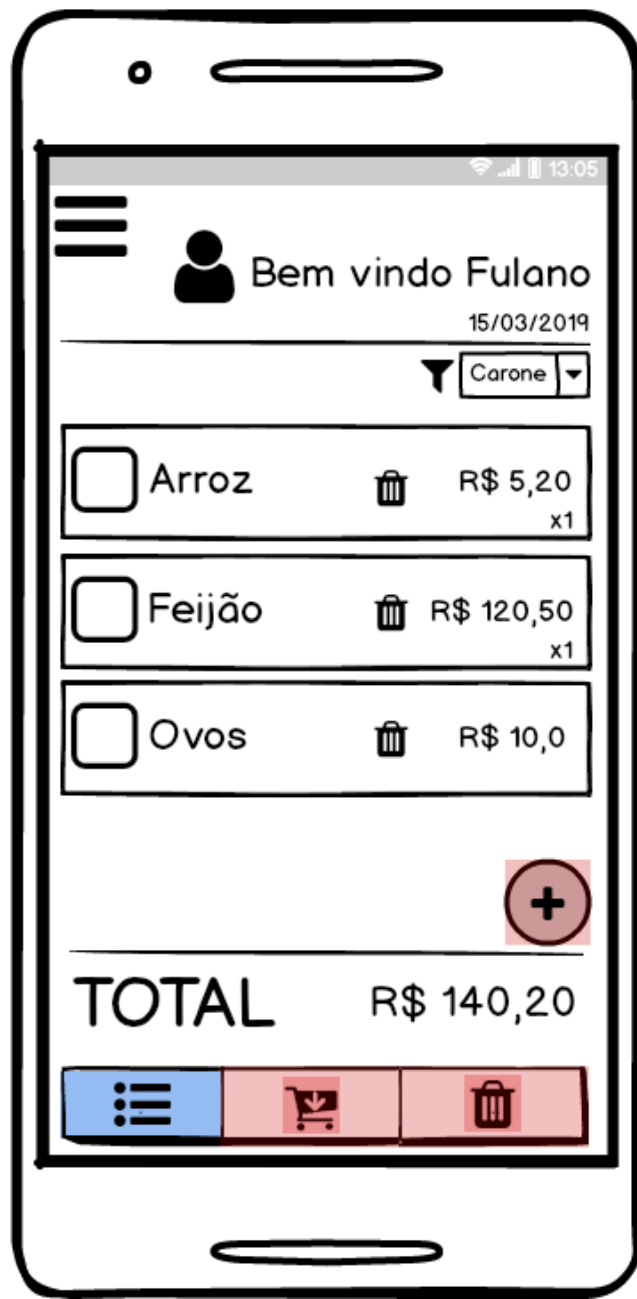 13:05
Bem vindo Fulano
15/03/2019
Carone
Arroz R$ 5,20
x1
Feijão R$ 120,50
x1
Ovos R$ 10,0
TOTAL R$ 140,20